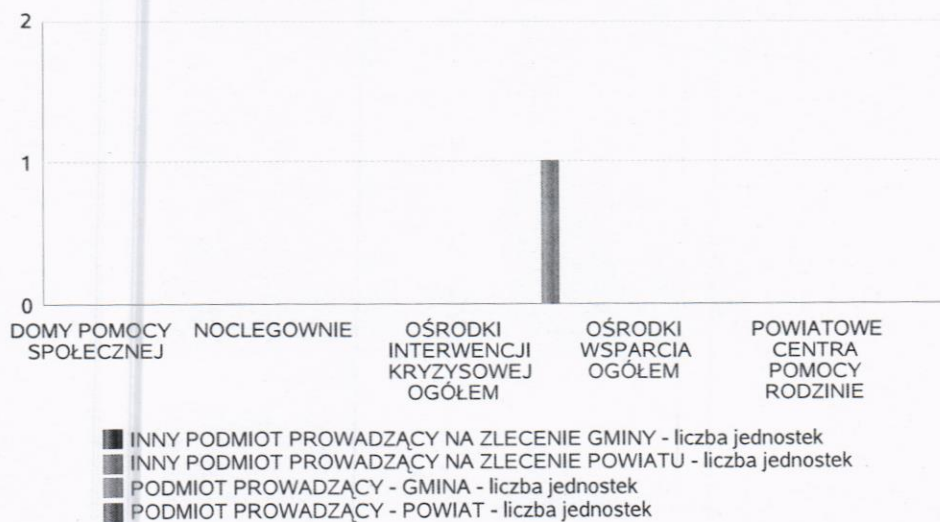 2
1
0
DOMY POMOCY SPOŁECZNEJ
NOCLEGOWNIE
OŚRODKI INTERWENCJI KRYZYSOWEJ OGÓŁEM
OŚRODKI WSPARCIA OGÓŁEM
POWIATOWE CENTRA POMOCY RODZINIE
INNY PODMIOT PROWADZĄCY NA ZLECENIE GMINY - liczba jednostek
INNY PODMIOT PROWADZĄCY NA ZLECENIE POWIATU - liczba jednostek
PODMIOT PROWADZĄCY - GMINA - liczba jednostek
PODMIOT PROWADZĄCY - POWIAT - liczba jednostek